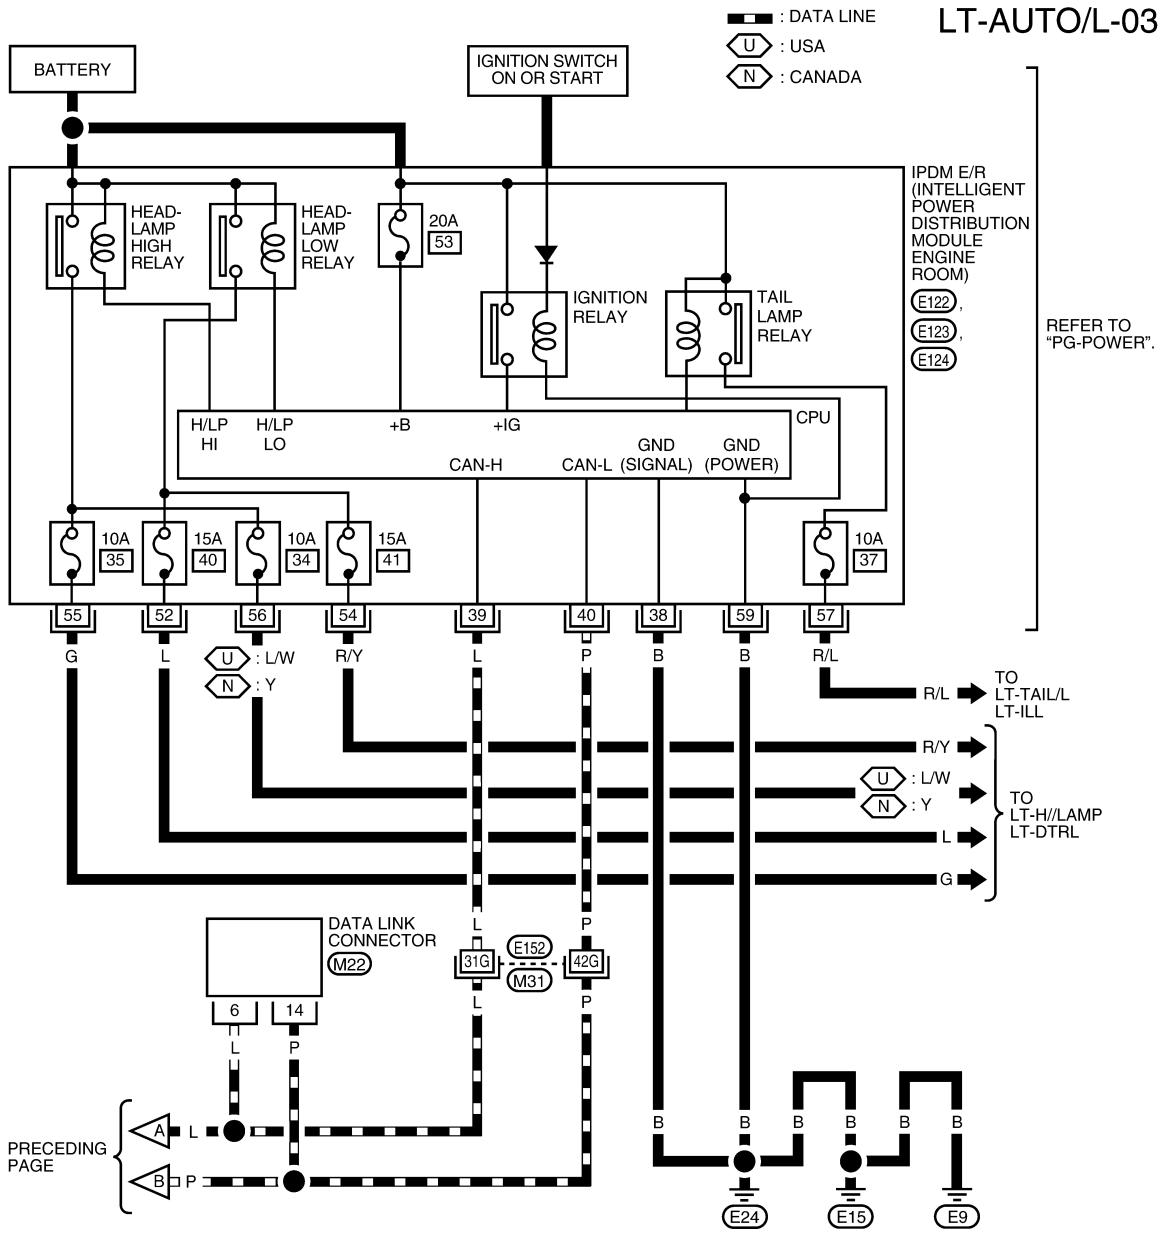 LT-AUTO/L-03
: DATA LINE
U : USA
N : CANADA
BATTERY
IGNITION SWITCH
ON OR START
IPDM E/R
(INTELLIGENT
POWER
DISTRIBUTION
MODULE
ENGINE
ROOM)
E122 ,
E123 ,
E124
REFER TO
“PG-POWER”.
HEAD-
LAMP
HIGH
RELAY
HEAD-
LAMP
LOW
RELAY
20A
53
IGNITION
RELAY
TAIL
LAMP
RELAY
CPU
H/LP
HI
H/LP
LO
+B
+IG
CAN-H
CAN-L
GND
(SIGNAL)
GND
(POWER)
10A
35
15A
40
10A
34
15A
41
10A
37
55 52 56 54 39 40 38 59 57
G L R/Y L P B B R/L
U : L/W
N : Y
R/L
TO
LT-TAIL/L
LT-ILL
R/Y
U : L/W
N : Y
L
G
TO
LT-H//LAMP
LT-DTRL
DATA LINK
CONNECTOR
M22
6 14
L P
L P
31G E152 42G
M31
L P
PRECEDING
PAGE
A L
B P
B B B B B B
E24 E15 E9